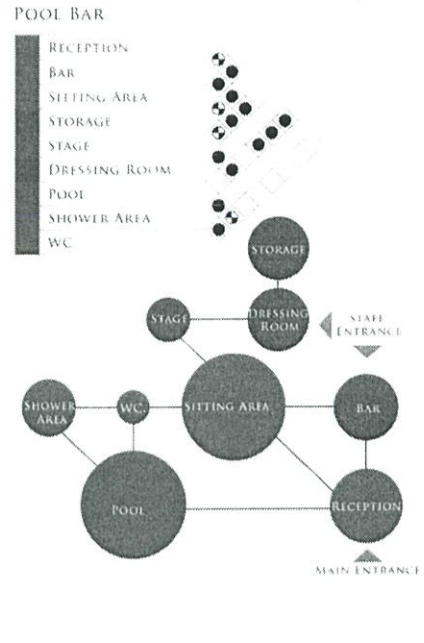 POOL BAR
RECEPTION
BAR
SITTING AREA
STORAGE
STAGE
DRESSING ROOM
POOL
SHOWER AREA
WC
STORAGE
STAGE
DRESSING
ROOM
STAFF
ENTRANCE
SHOWER
AREA
WC.
SITTING AREA
BAR
POOL
RECEPTION
MAIN ENTRANCE